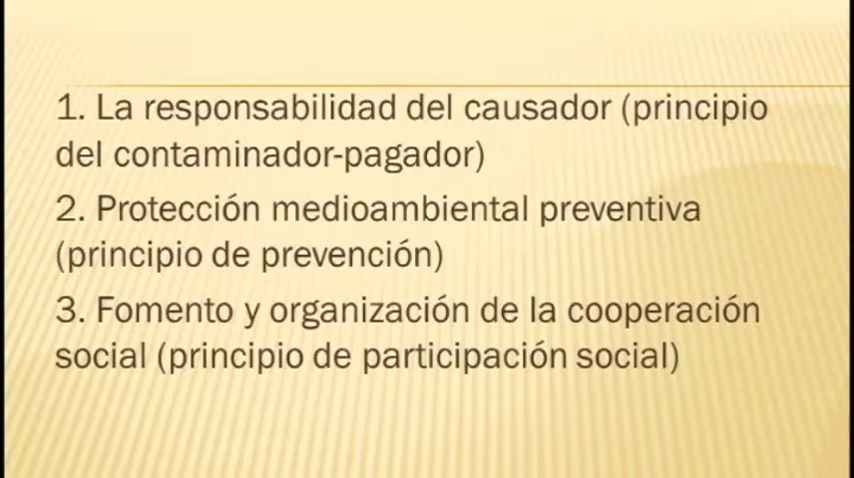 1. La responsabilidad del causador (principio
del contaminador-pagador)
2. Protección medioambiental preventiva
(principio de prevención)
3. Fomento y organización de la cooperación
social (principio de participación social)